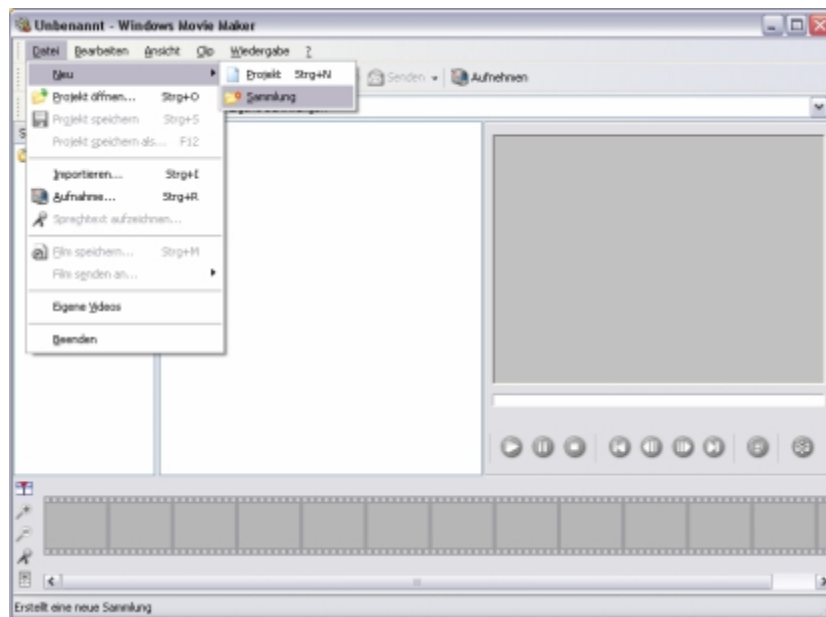 Unbenannt - Windows Movie Maker
Datei Bearbeiten Ansicht Clip Wiedergabe ?
Neu
Projekt Strg+N
Sammlung
Senden
Aufnehmen
Projekt öffnen... Strg+O
Projekt speichern Strg+S
Projekt speichern als... F12
Importieren... Strg+I
Aufnahme... Strg+R
Sprechtext aufzeichnen...
Film speichern... Strg+M
Film senden an...
Eigene Videos
Beenden
Erstellt eine neue Sammlung